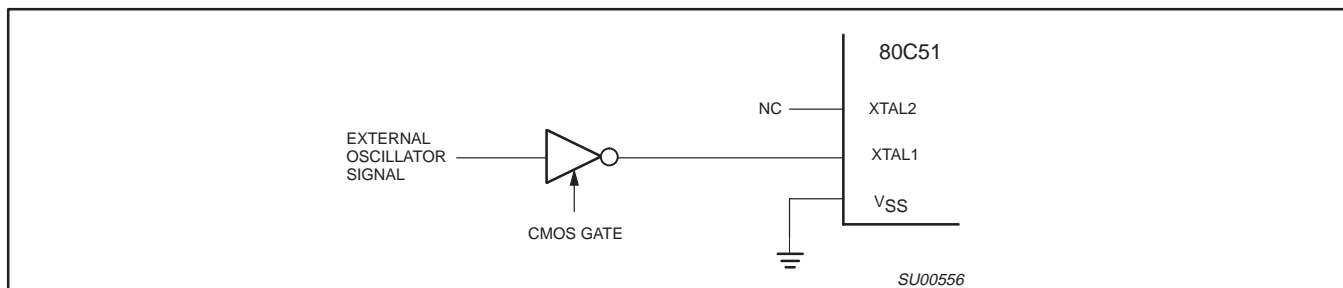 80C51
NC
XTAL2
EXTERNAL
OSCILLATOR
SIGNAL
XTAL1
VSS
CMOS GATE
SU00556